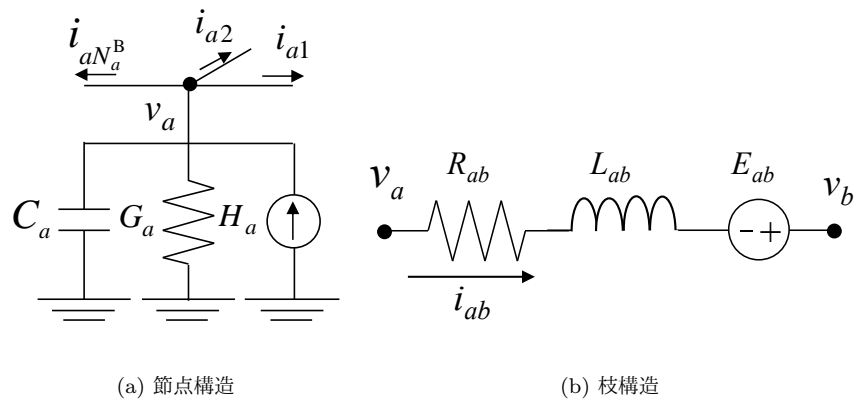 i_{aN_a^B}
i_{a2}
i_{a1}
v_a
C_a
G_a
H_a
(a) 節点構造
v_a
R_{ab}
L_{ab}
E_{ab}
v_b
- +
i_{ab}
(b) 枝構造